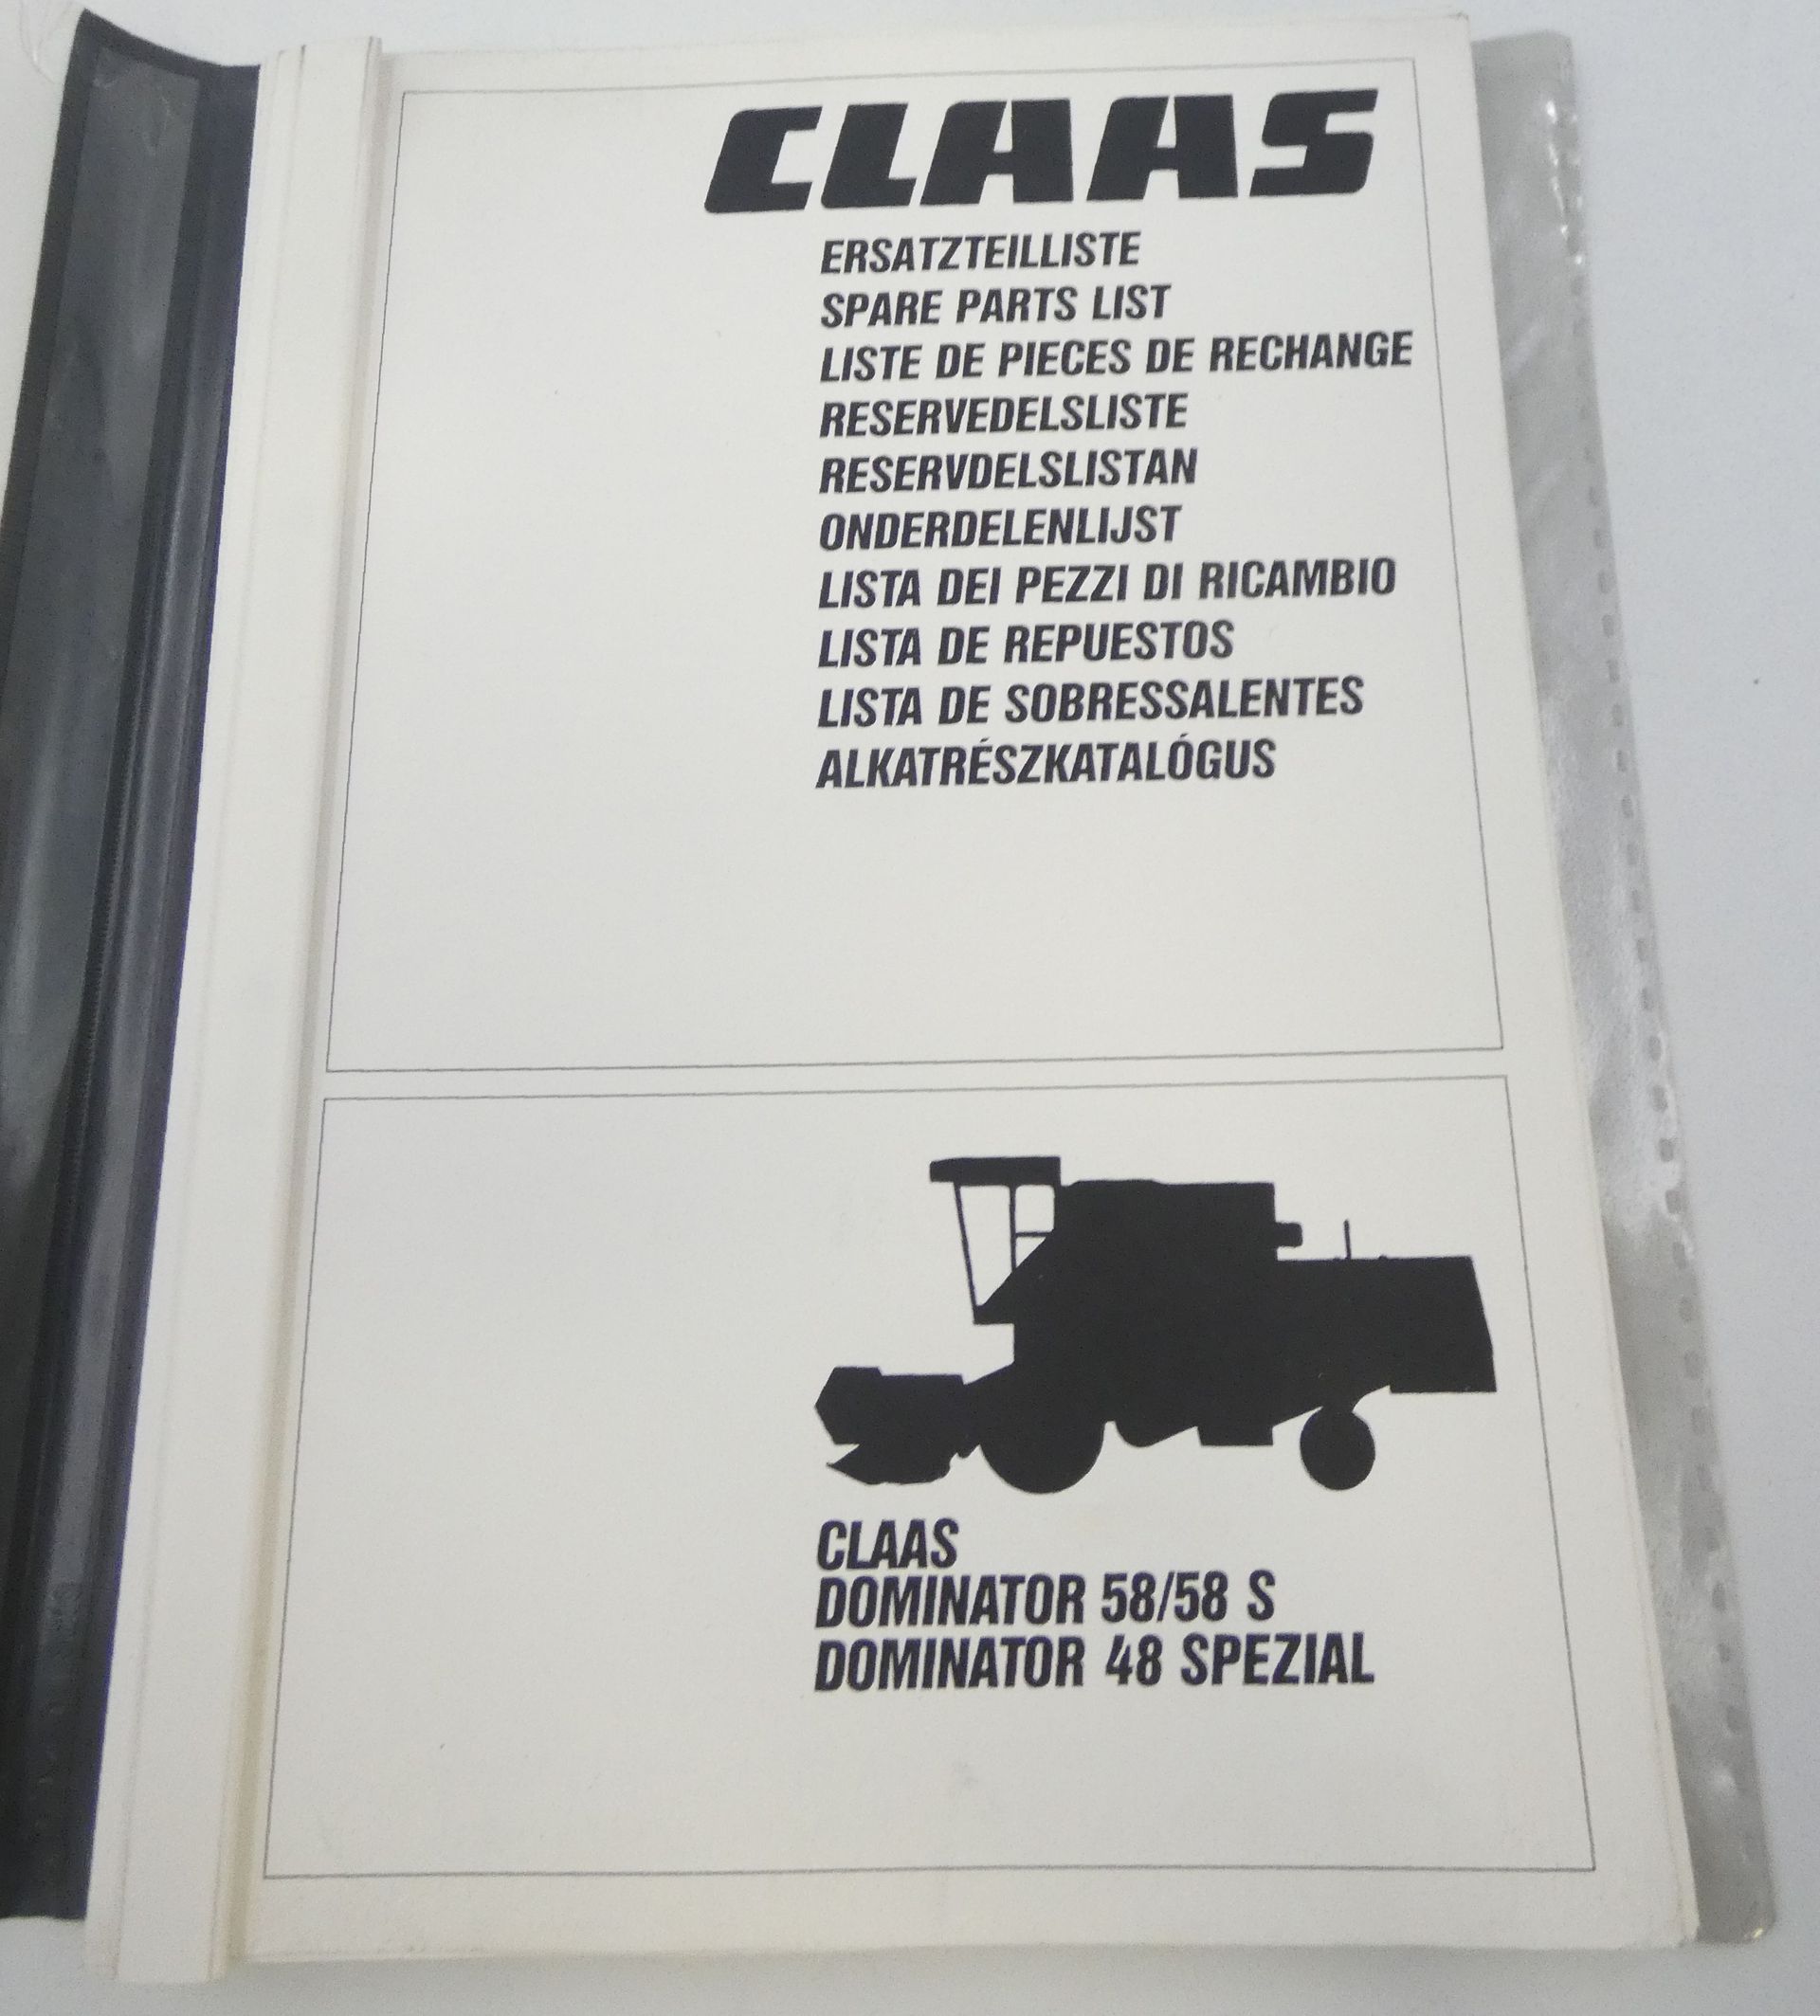 CLAAS
ERSATZTEILLISTE
SPARE PARTS LIST
LISTE DE PIECES DE RECHANGE
RESERVEDELSLISTE
RESERVDELSLISTAN
ONDERDELENLIJST
LISTA DEI PEZZI DI RICAMBIO
LISTA DE REPUESTOS
LISTA DE SOBRESSALENTES
ALKATRÉSZKATALÓGUS
CLAAS
DOMINATOR 58/58 S
DOMINATOR 48 SPEZIAL